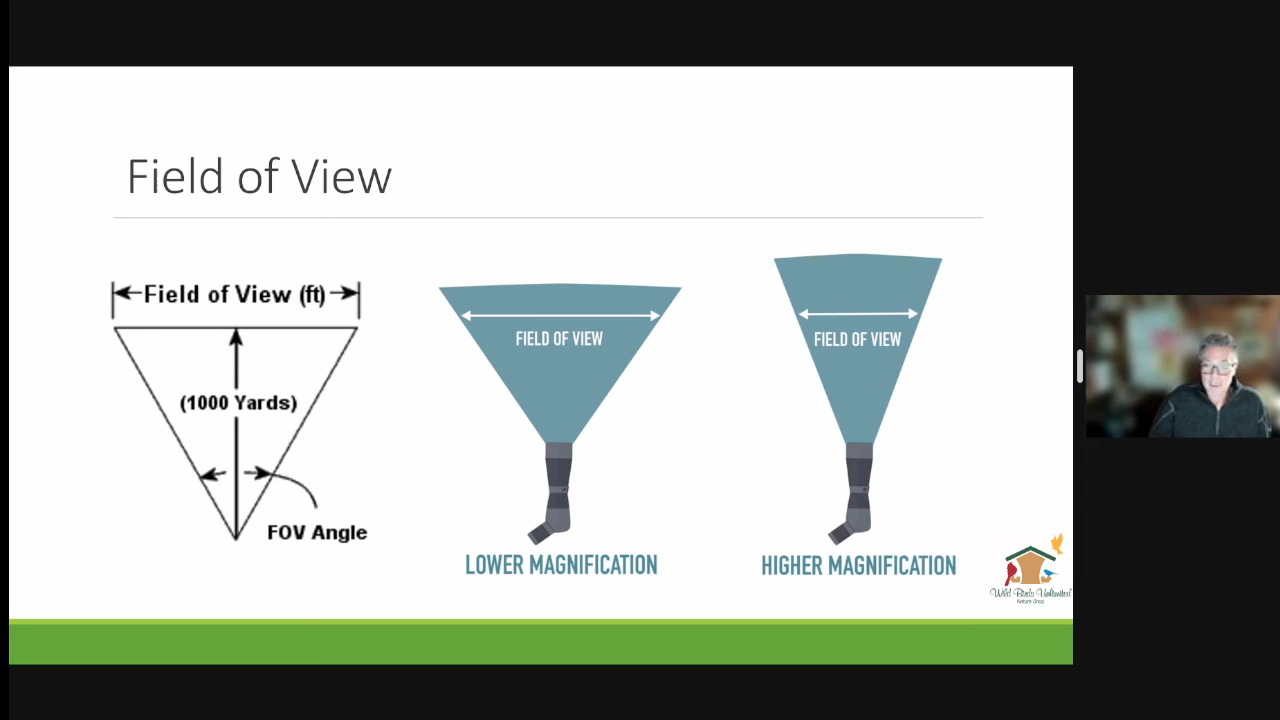 Field of View
Field of View (ft)
(1000 Yards)
FOV Angle
FIELD OF VIEW
LOWER MAGNIFICATION
FIELD OF VIEW
HIGHER MAGNIFICATION
Wild Birds Unlimited
Nature Shop